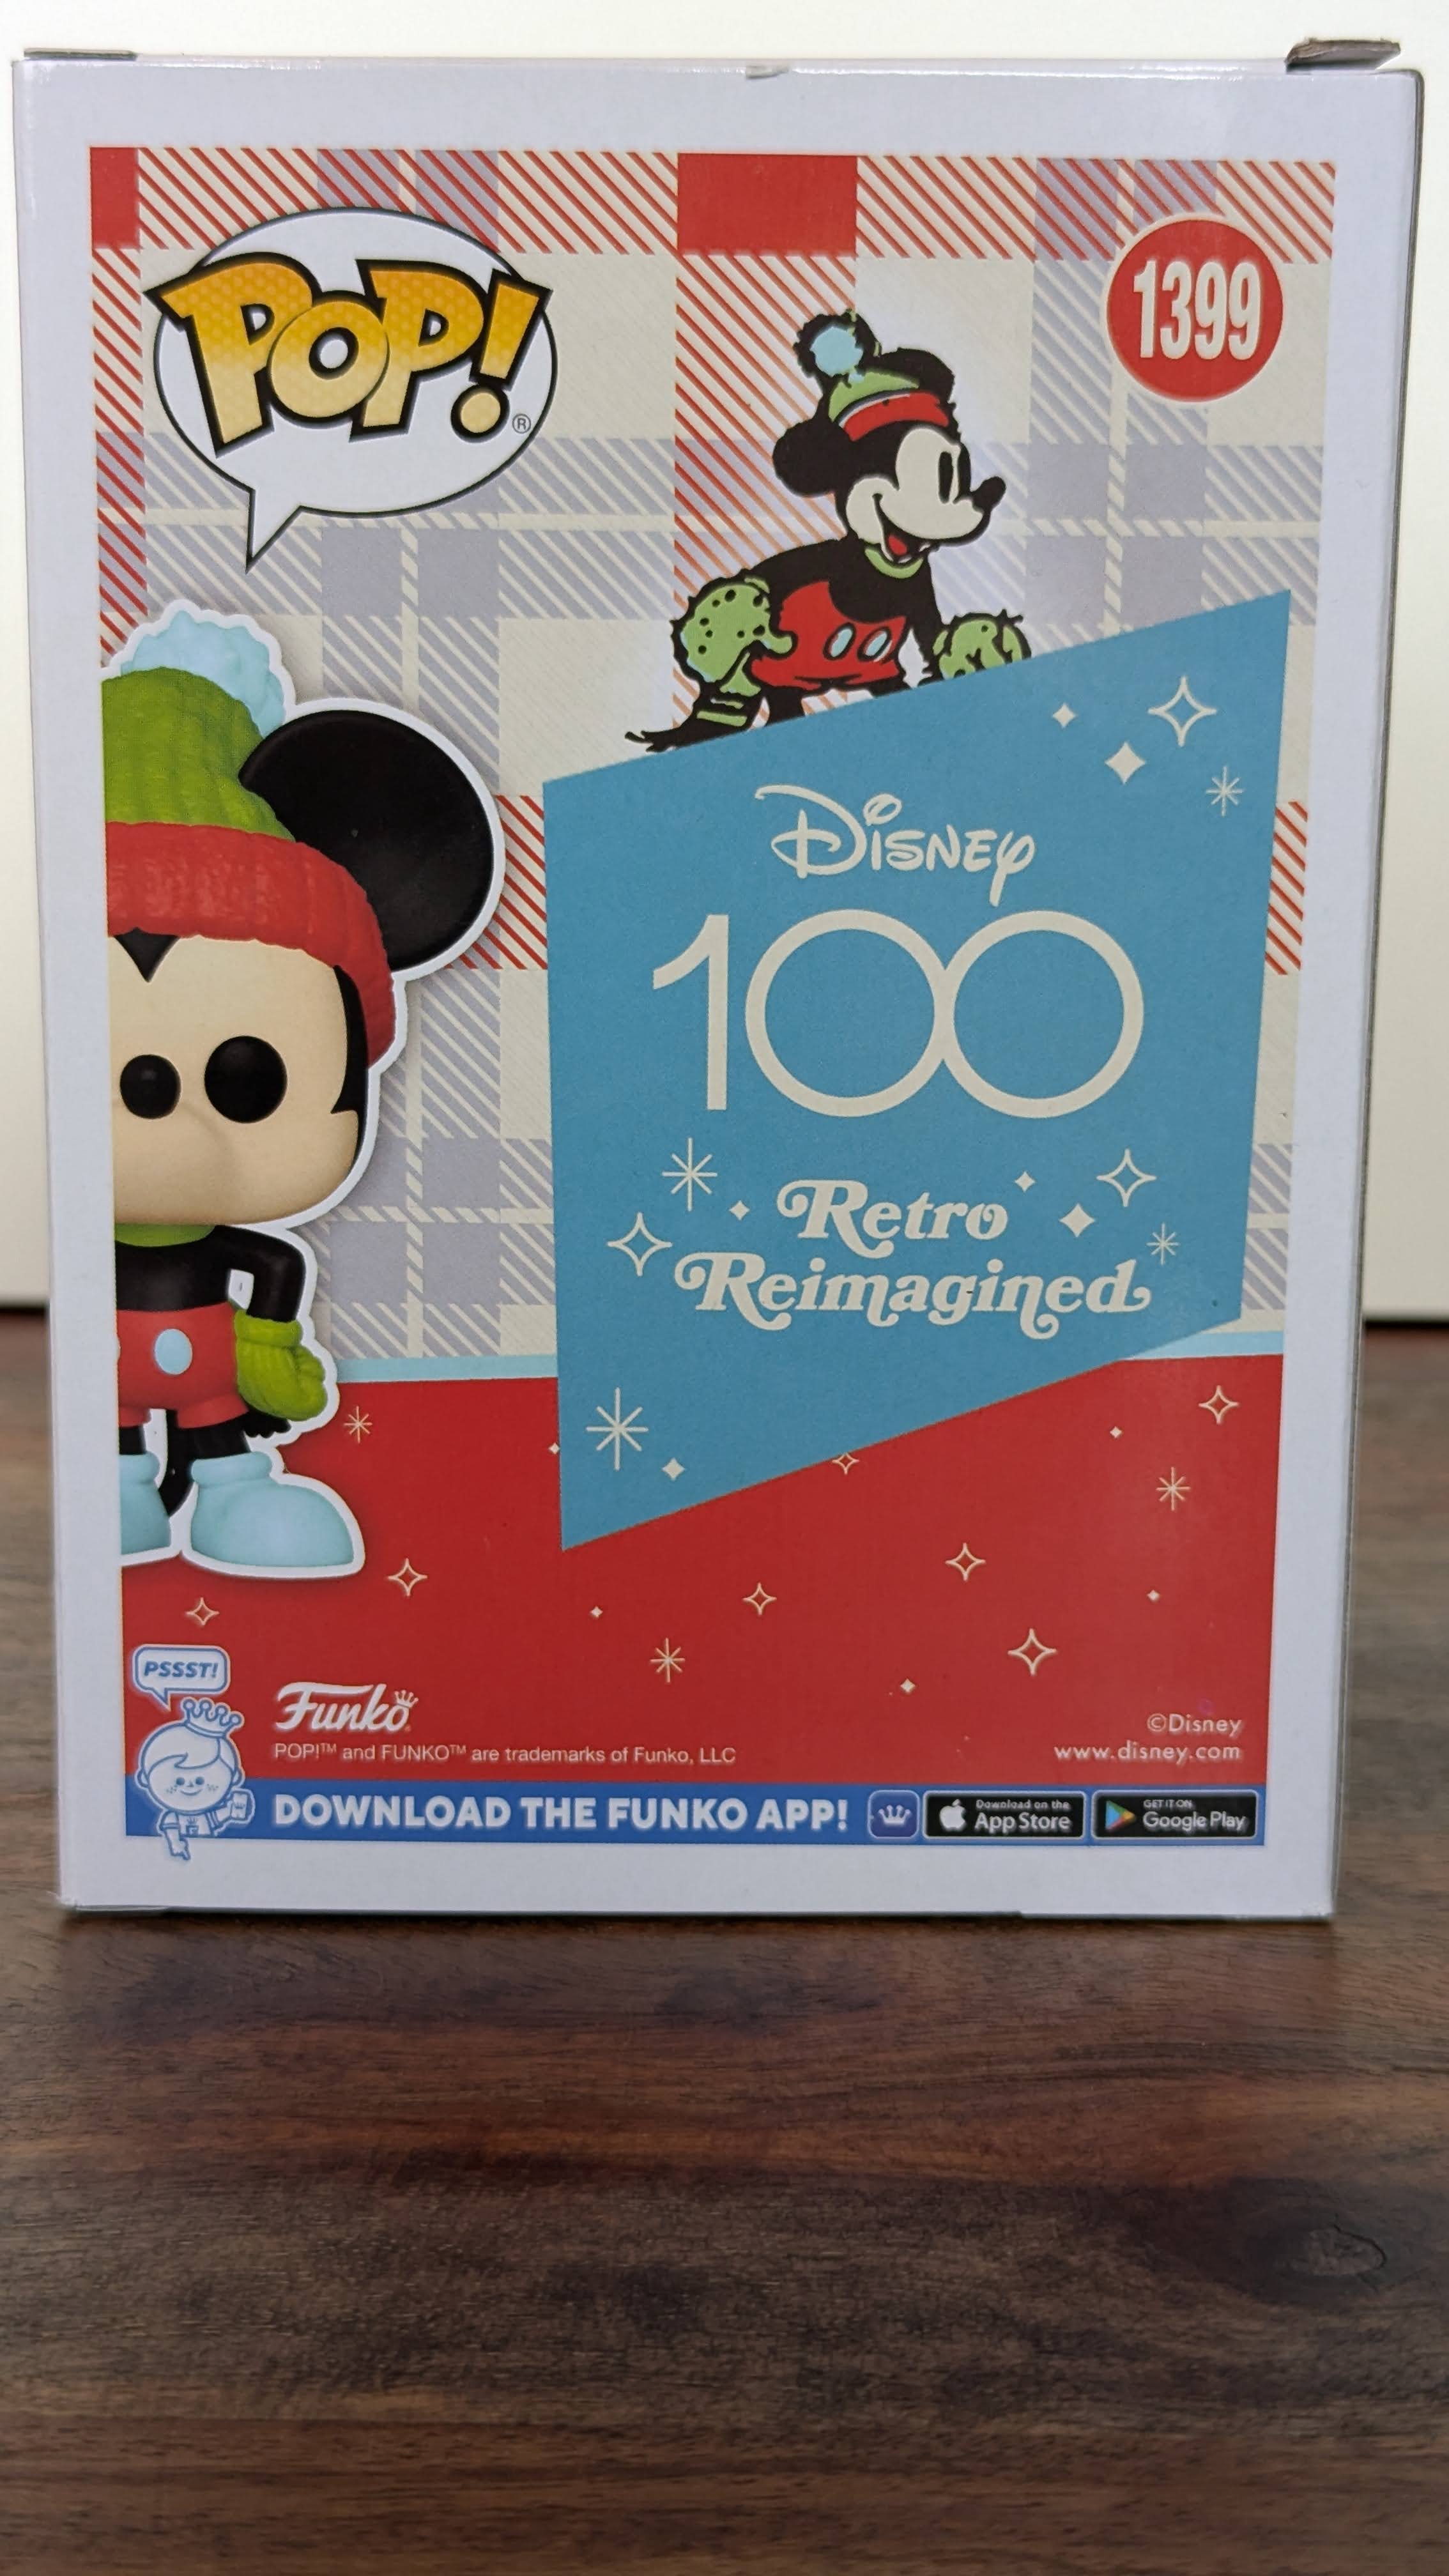 POP!®
1399
Disney
100
Retro
Reimagined
PSSST!
Funko
POP!™ and FUNKO™ are trademarks of Funko, LLC
©Disney
www.disney.com
DOWNLOAD THE FUNKO APP!
Download on the
App Store
GET IT ON
Google Play